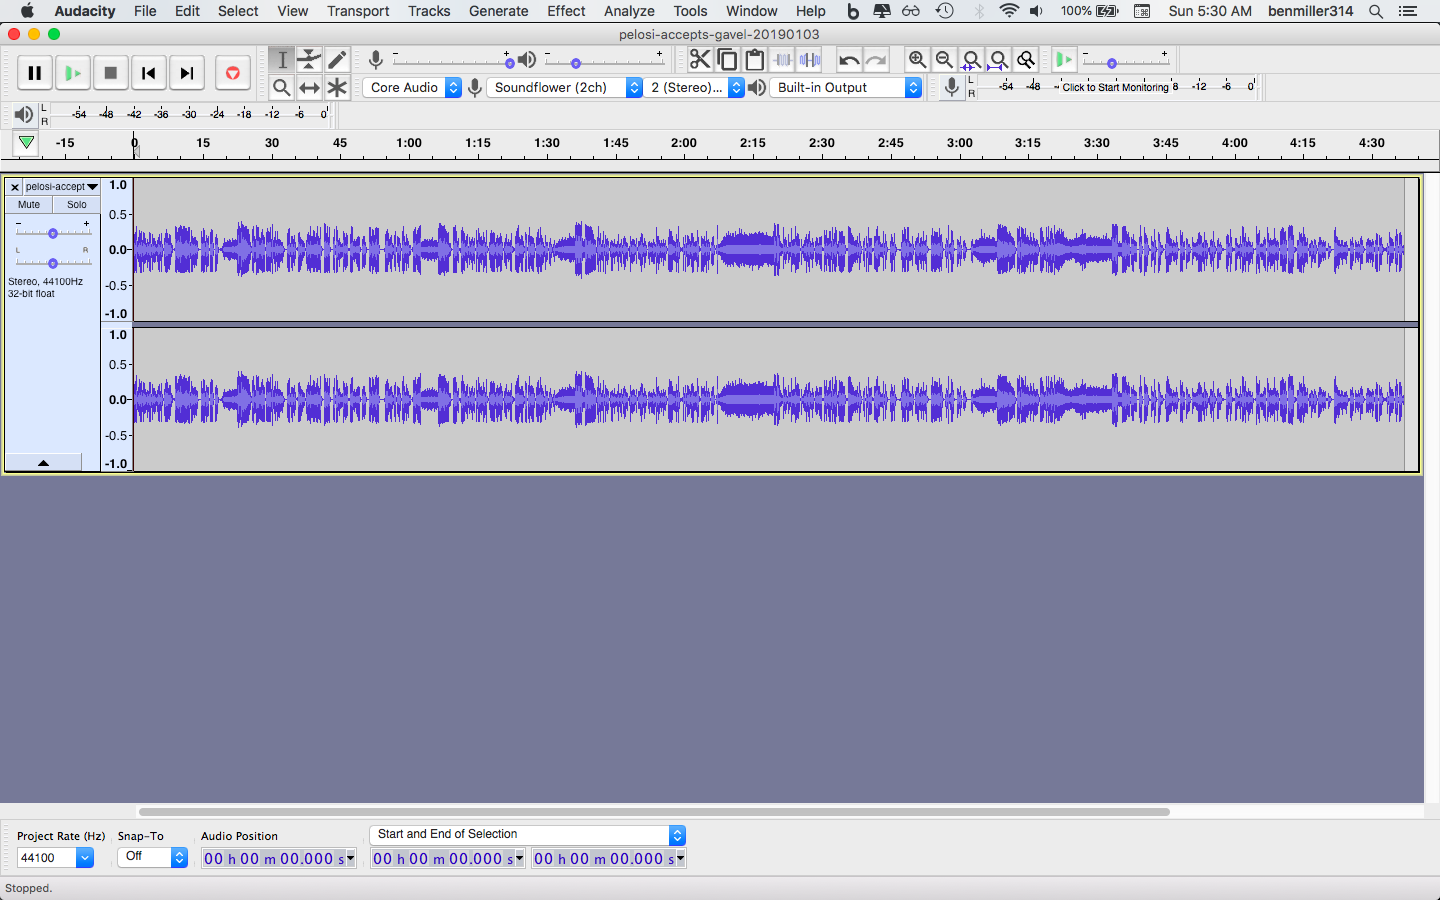 Audacity File Edit Select View Transport Tracks Generate Effect Analyze Tools Window Help 100% Sun 5:30 AM benmiller314
pelosi-accepts-gavel-20190103
- + - + - +
Core Audio Soundflower (2ch) 2 (Stereo)... Built-in Output L R -54 -48 - Click to Start Monitoring 8 -12 -6 0
L R -54 -48 -42 -36 -30 -24 -18 -12 -6 0
-15 0 15 30 45 1:00 1:15 1:30 1:45 2:00 2:15 2:30 2:45 3:00 3:15 3:30 3:45 4:00 4:15 4:30
pelosi-accept 1.0
Mute Solo
- + 0.5
L R 0.0
Stereo, 44100Hz -0.5
32-bit float
-1.0
1.0
0.5
0.0
-0.5
-1.0
Project Rate (Hz) Snap-To Audio Position Start and End of Selection
44100 Off 00 h 00 m 00.000 s 00 h 00 m 00.000 s 00 h 00 m 00.000 s
Stopped.